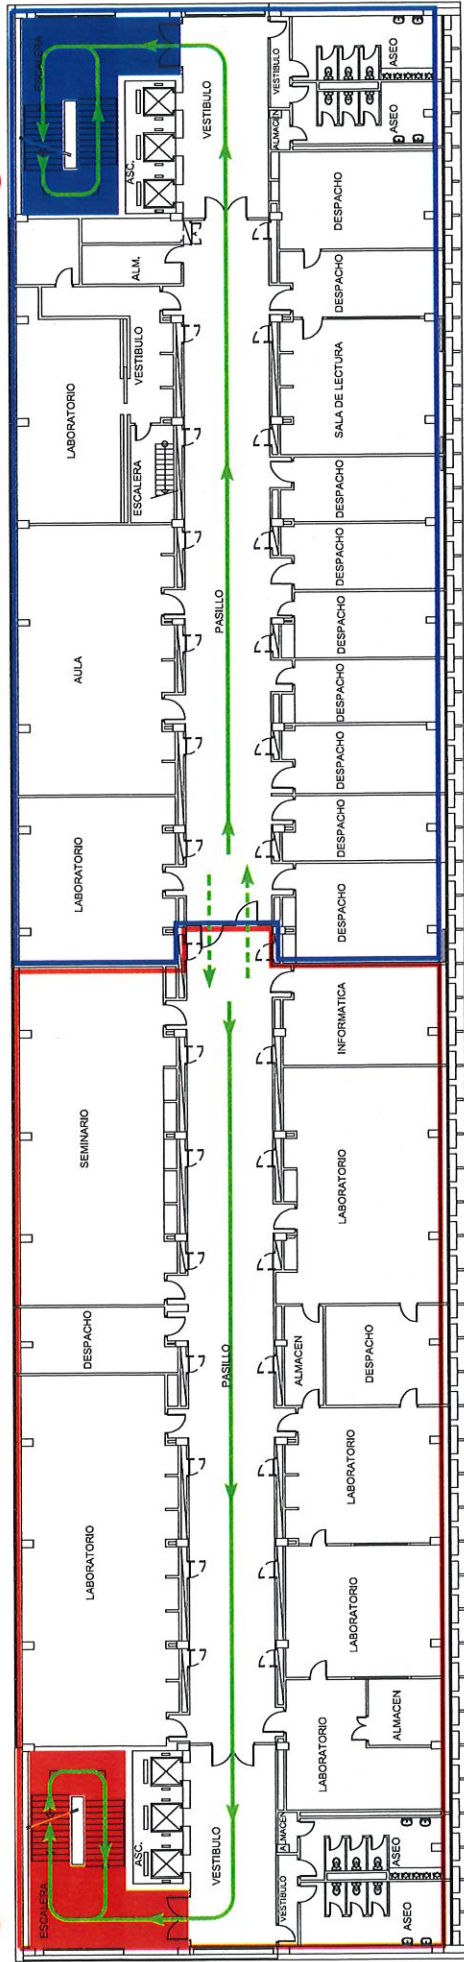 ESCALERA
LABORATORIO
DESPACHO
SEMINARIO
LABORATORIO
AULA
LABORATORIO
ESCALERA
ASC.
ESCALERA
VESTIBULO
ALM.
ASC.
VESTIBULO
PASILLO
PASILLO
VESTIBULO
VESTIBULO
ALMACEN
ASEO
ASEO
LABORATORIO
ALMACEN
LABORATORIO
LABORATORIO
ALMACEN
DESPACHO
LABORATORIO
INFORMATICA
DESPACHO
DESPACHO
DESPACHO
DESPACHO
DESPACHO
DESPACHO
DESPACHO
SALA DE LECTURA
DESPACHO
DESPACHO
ALMACEN
VESTIBULO
ASEO
ASEO